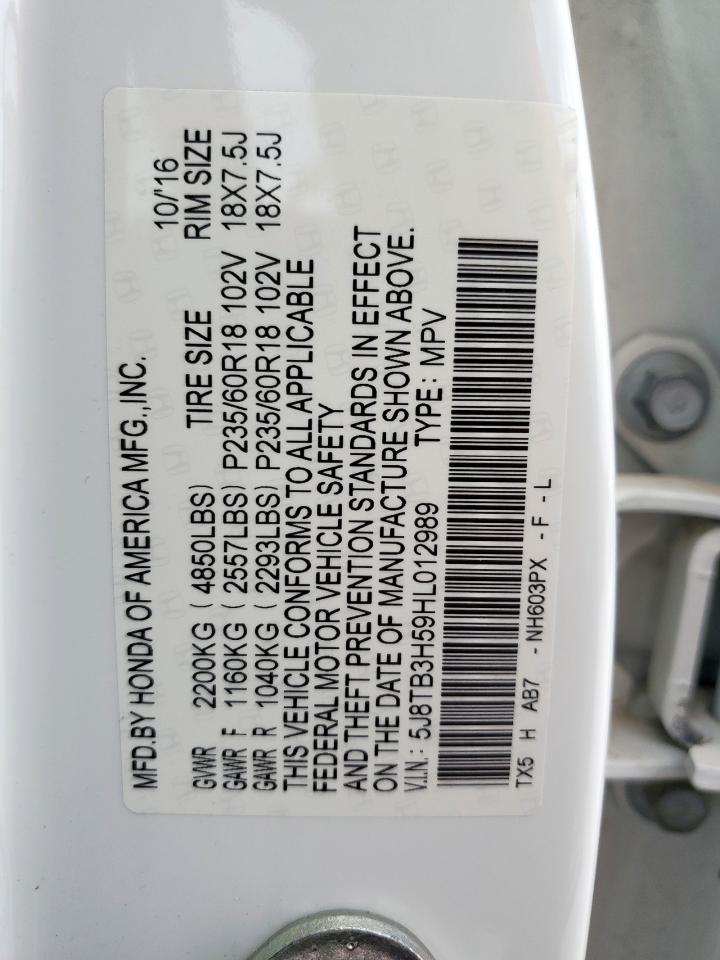 MFD.BY HONDA OF AMERICA MFG.,INC. 10/'16
TIRE SIZE RIM SIZE
GVWR 2200KG ( 4850LBS)
GAWR F 1160KG ( 2557LBS) P235/60R18 102V 18X7.5J
GAWR R 1040KG ( 2293LBS) P235/60R18 102V 18X7.5J
THIS VEHICLE CONFORMS TO ALL APPLICABLE
FEDERAL MOTOR VEHICLE SAFETY
AND THEFT PREVENTION STANDARDS IN EFFECT
ON THE DATE OF MANUFACTURE SHOWN ABOVE.
V.I.N.: 5J8TB3H59HL012989 TYPE: MPV
TX5 H AB7 - NH603PX - F - L